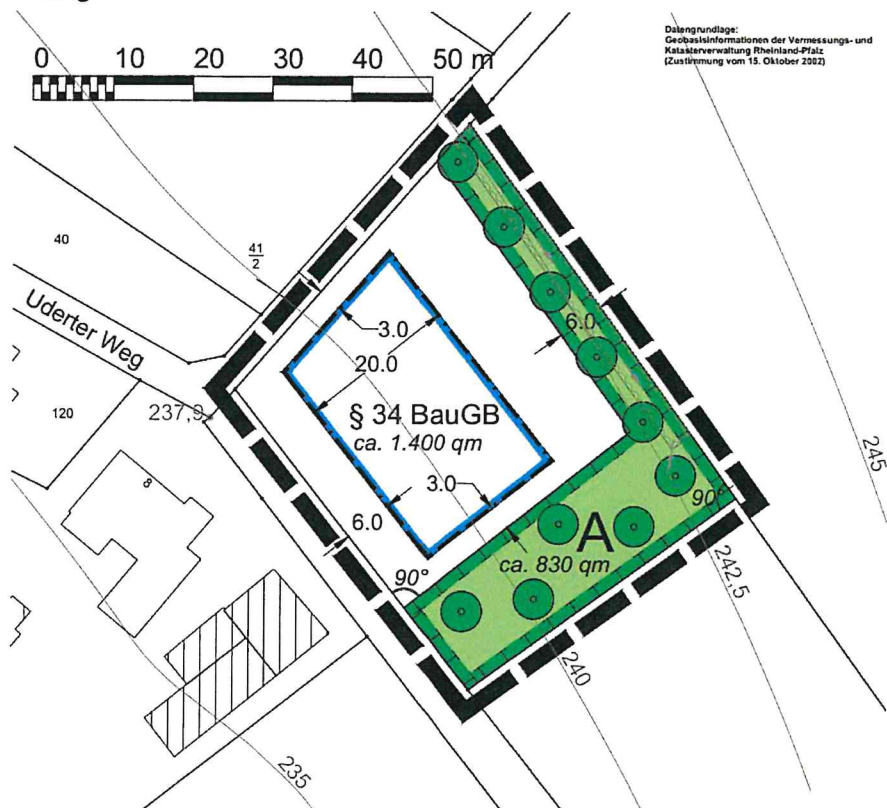 Datengrundlage:
Geobasisinformationen der Vermessungs- und
Katasterverwaltung Rheinland-Pfalz
(Zustimmung vom 15. Oktober 2002)
0 10 20 30 40 50 m
40
41
2
Uderter Weg
3.0
6.0
20.0
120
237,9
§ 34 BauGB
ca. 1.400 qm
245
8
3.0
90°
6.0
A
ca. 830 qm
90°
242,5
240
235